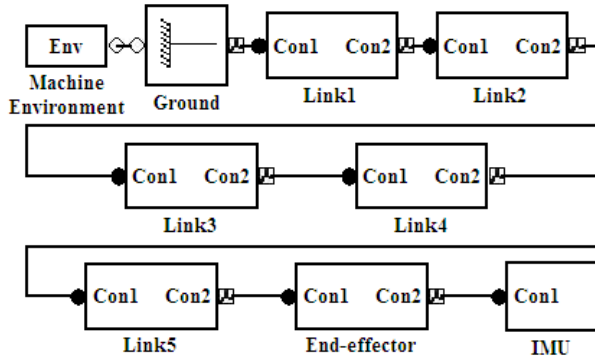 Env
Machine
Environment
Ground
Con1 Con2
Link1
Con1 Con2
Link2
Con1 Con2
Link3
Con1 Con2
Link4
Con1 Con2
Link5
Con1 Con2
End-effector
Con1
IMU